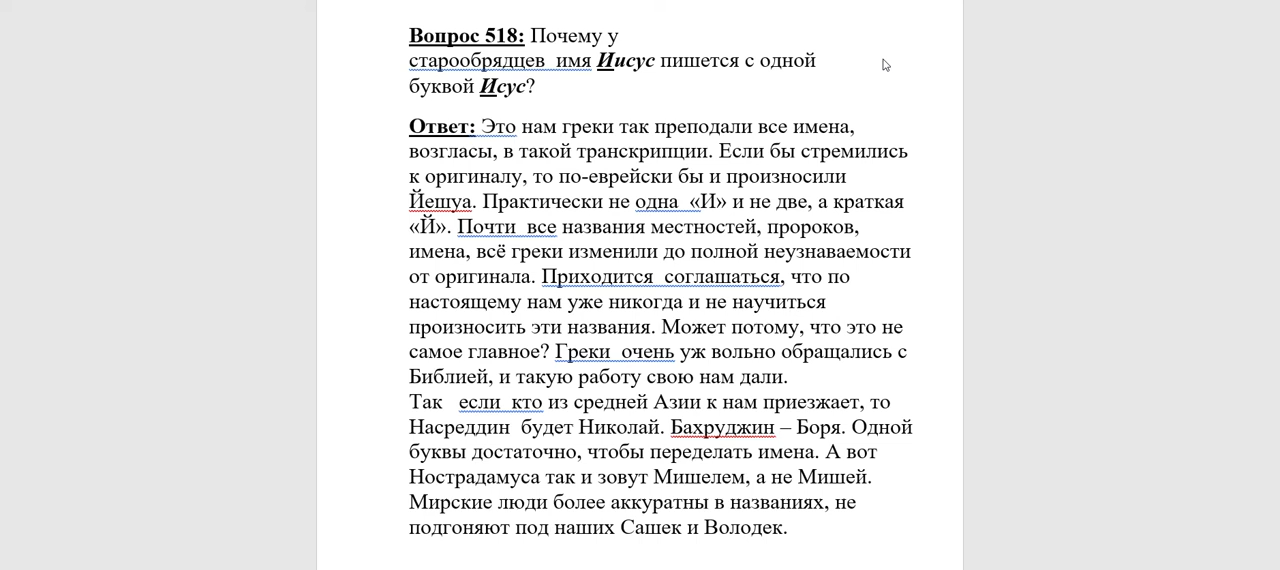 Вопрос 518: Почему у
старообрядцев  имя Иисус пишется с одной
буквой Исус?
Ответ: Это нам греки так преподали все имена,
возгласы, в такой транскрипции. Если бы стремились
к оригиналу, то по-еврейски бы и произносили
Йешуа. Практически не одна  «И» и не две, а краткая
«Й». Почти  все названия местностей, пророков,
имена, всё греки изменили до полной неузнаваемости
от оригинала. Приходится  соглашаться, что по
настоящему нам уже никогда и не научиться
произносить эти названия. Может потому, что это не
самое главное? Греки  очень уж вольно обращались с
Библией, и такую работу свою нам дали.
Так   если  кто из средней Азии к нам приезжает, то
Насреддин  будет Николай. Бахруджин – Боря. Одной
буквы достаточно, чтобы переделать имена. А вот
Нострадамуса так и зовут Мишелем, а не Мишей.
Мирские люди более аккуратны в названиях, не
подгоняют под наших Сашек и Володек.